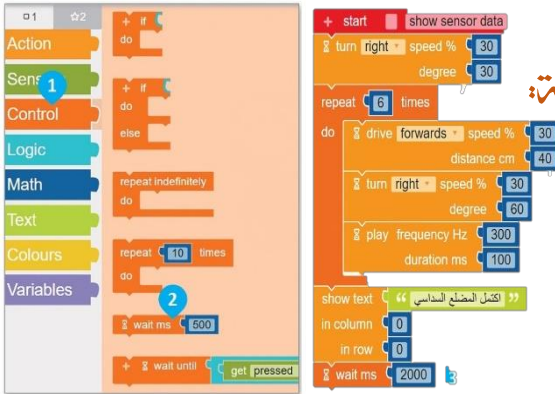 1
2
Action
Control
Logic
Math
Text
Colours
Variables
1
+ if
do
+ if
do
else
repeat indefinitely
do
repeat 10 times
do
2
wait ms 500
+ wait until get pressed
+ start show sensor data
turn right speed % 30
degree 30
repeat 6 times
do drive forwards speed % 30
distance cm 40
turn right speed % 30
degree 60
play frequency Hz 300
duration ms 100
show text “ اكتمل المضلع السداسي ”
in column 0
in row 0
wait ms 2000